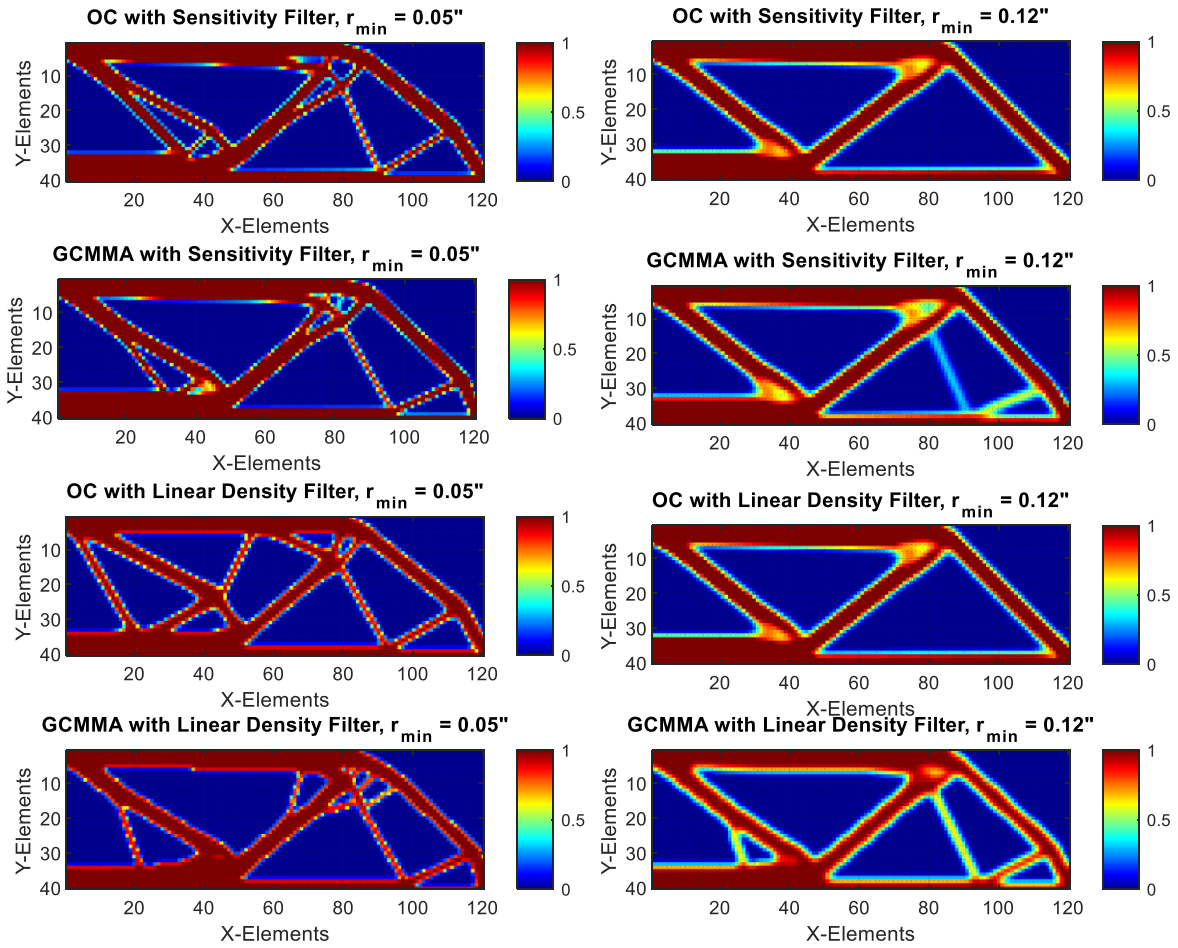 OC with Sensitivity Filter, r_min = 0.05"
10
20
30
40
Y-Elements
20 40 60 80 100 120
X-Elements
1
0.5
0
OC with Sensitivity Filter, r_min = 0.12"
10
20
30
40
Y-Elements
20 40 60 80 100 120
X-Elements
1
0.5
0
GCMMA with Sensitivity Filter, r_min = 0.05"
10
20
30
40
Y-Elements
20 40 60 80 100 120
X-Elements
1
0.5
0
GCMMA with Sensitivity Filter, r_min = 0.12"
10
20
30
40
Y-Elements
20 40 60 80 100 120
X-Elements
1
0.5
0
OC with Linear Density Filter, r_min = 0.05"
10
20
30
40
Y-Elements
20 40 60 80 100 120
X-Elements
1
0.5
0
OC with Linear Density Filter, r_min = 0.12"
10
20
30
40
Y-Elements
20 40 60 80 100 120
X-Elements
1
0.5
0
GCMMA with Linear Density Filter, r_min = 0.05"
10
20
30
40
Y-Elements
20 40 60 80 100 120
X-Elements
1
0.5
0
GCMMA with Linear Density Filter, r_min = 0.12"
10
20
30
40
Y-Elements
20 40 60 80 100 120
X-Elements
1
0.5
0